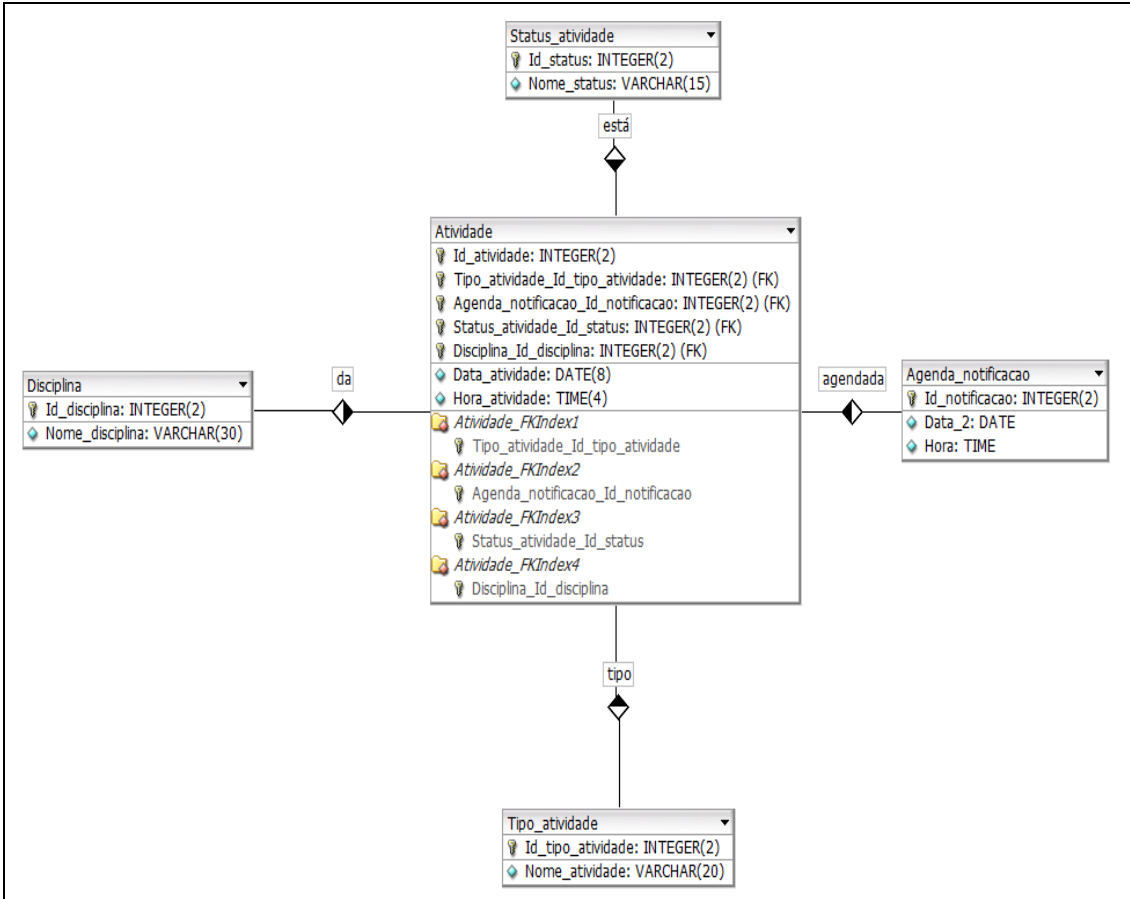 Status_atividade
Id_status: INTEGER(2)
Nome_status: VARCHAR(15)
está
Atividade
Id_atividade: INTEGER(2)
Tipo_atividade_Id_tipo_atividade: INTEGER(2) (FK)
Agenda_notificacao_Id_notificacao: INTEGER(2) (FK)
Status_atividade_Id_status: INTEGER(2) (FK)
Disciplina_Id_disciplina: INTEGER(2) (FK)
Data_atividade: DATE(8)
Hora_atividade: TIME(4)
Atividade_FKIndex1
Tipo_atividade_Id_tipo_atividade
Atividade_FKIndex2
Agenda_notificacao_Id_notificacao
Atividade_FKIndex3
Status_atividade_Id_status
Atividade_FKIndex4
Disciplina_Id_disciplina
da
Disciplina
Id_disciplina: INTEGER(2)
Nome_disciplina: VARCHAR(30)
agendada
Agenda_notificacao
Id_notificacao: INTEGER(2)
Data_2: DATE
Hora: TIME
tipo
Tipo_atividade
Id_tipo_atividade: INTEGER(2)
Nome_atividade: VARCHAR(20)